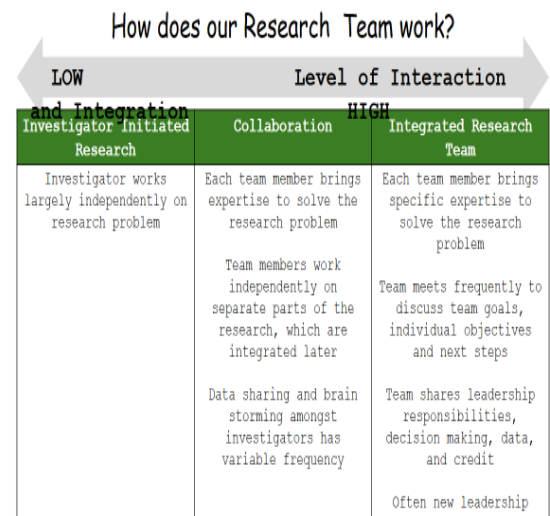 How does our Research Team work?
LOW Level of Interaction
and Integration HIGH
Investigator Initiated
Research
Collaboration
Integrated Research
Team
Investigator works
largely independently on
research problem
Each team member brings
expertise to solve the
research problem
Team members work
independently on
separate parts of the
research, which are
integrated later
Data sharing and brain
storming amongst
investigators has
variable frequency
Each team member brings
specific expertise to
solve the research
problem
Team meets frequently to
discuss team goals,
individual objectives
and next steps
Team shares leadership
responsibilities,
decision making, data,
and credit
Often new leadership